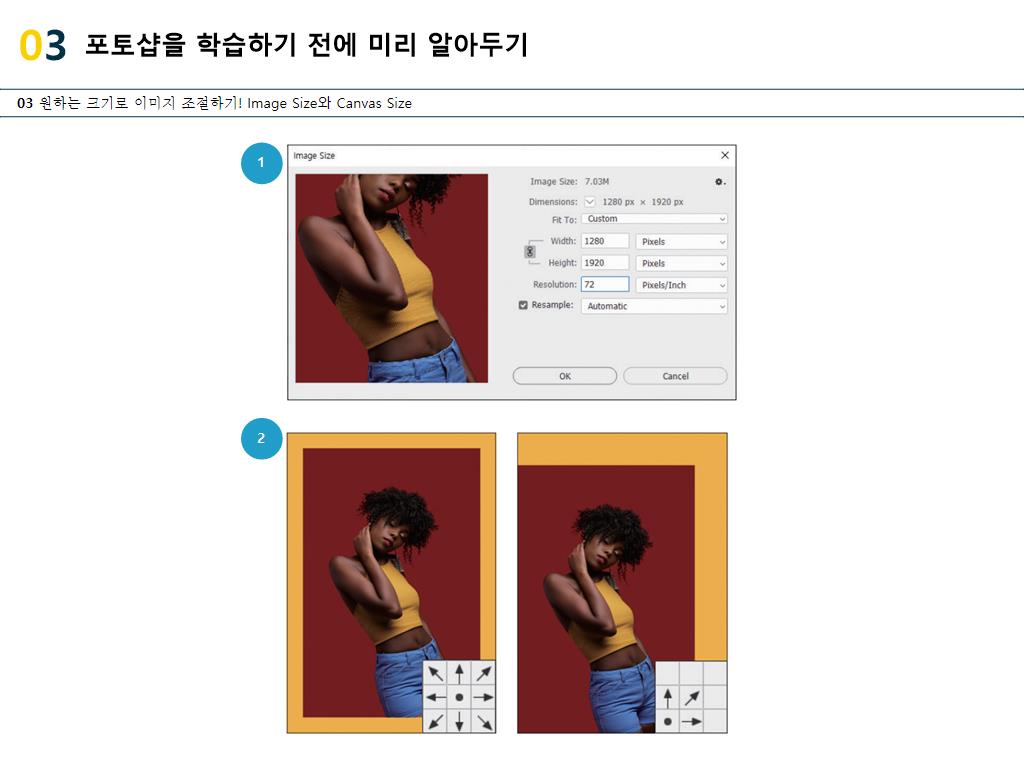 03 포토샵을 학습하기 전에 미리 알아두기
03 원하는 크기로 이미지 조절하기! Image Size와 Canvas Size
1
Image Size
Image Size: 7.03M
Dimensions: 1280 px × 1920 px
Fit To: Custom
Width: 1280 Pixels
Height: 1920 Pixels
Resolution: 72 Pixels/Inch
Resample: Automatic
OK Cancel
2